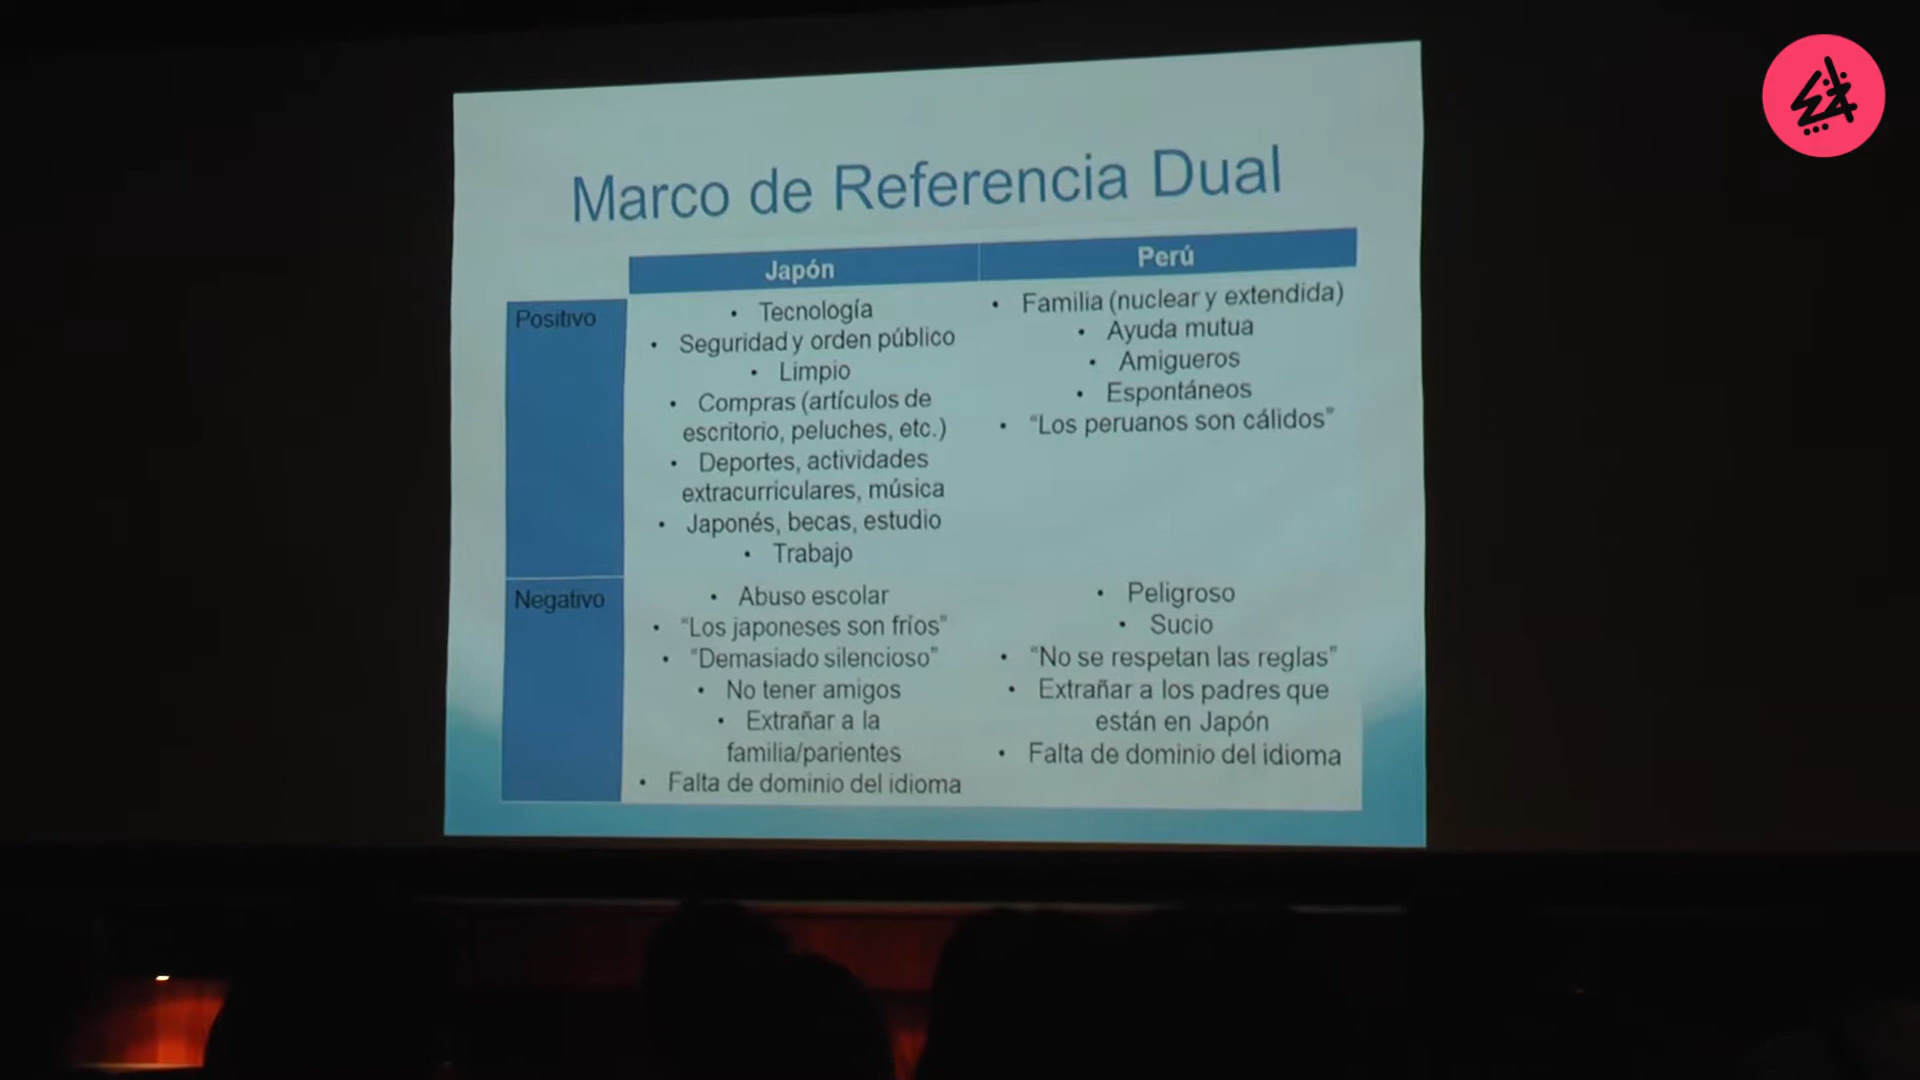 Marco de Referencia Dual
Japón
Perú
Positivo
• Tecnología
• Seguridad y orden público
• Limpio
• Compras (artículos de
escritorio, peluches, etc.)
• Deportes, actividades
extracurriculares, música
• Japonés, becas, estudio
• Trabajo
• Familia (nuclear y extendida)
• Ayuda mutua
• Amigueros
• Espontáneos
• “Los peruanos son cálidos”
Negativo
• Abuso escolar
• “Los japoneses son fríos”
• “Demasiado silencioso”
• No tener amigos
• Extrañar a la
familia/parientes
• Falta de dominio del idioma
• Peligroso
• Sucio
• “No se respetan las reglas”
• Extrañar a los padres que
están en Japón
• Falta de dominio del idioma